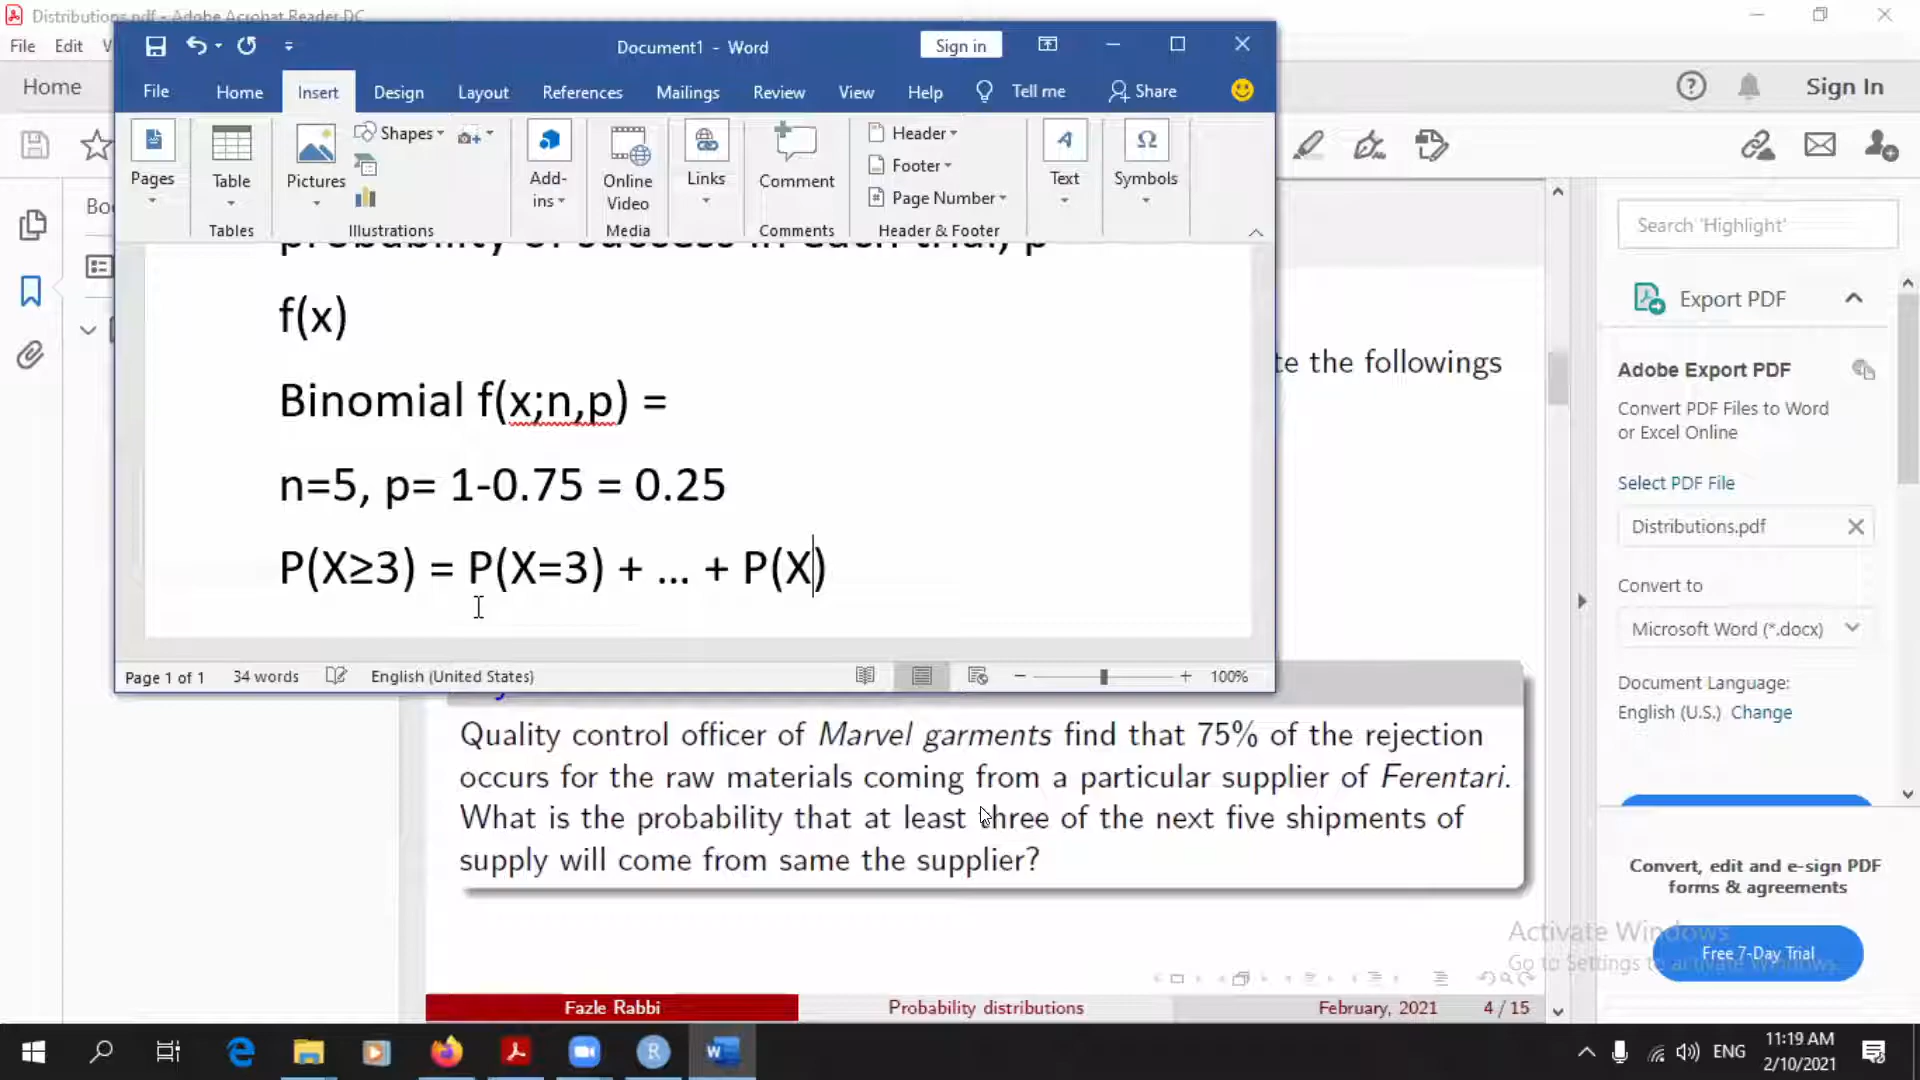 Distributions.pdf - Adobe Acrobat Reader DC
File Edit V
Home
Sign In
Document1 - Word
Sign in
File Home Insert Design Layout References Mailings Review View Help Tell me Share
Pages
Table
Tables
Pictures
Shapes
Illustrations
Add-
ins
Online
Video
Media
Links
Comment
Comments
Header
Footer
Page Number
Header & Footer
Text
Symbols
Boo
probability of success in each trial, p
f(x)
Binomial f(x;n,p) =
n=5, p= 1-0.75 = 0.25
P(X≥3) = P(X=3) + … + P(X)
Page 1 of 1 34 words English (United States) 100%
te the followings
Quality control officer of Marvel garments find that 75% of the rejection
occurs for the raw materials coming from a particular supplier of Ferentari.
What is the probability that at least three of the next five shipments of
supply will come from same the supplier?
Fazle Rabbi Probability distributions February, 2021 4 / 15
Search 'Highlight'
Export PDF
Adobe Export PDF
Convert PDF Files to Word
or Excel Online
Select PDF File
Distributions.pdf
Convert to
Microsoft Word (*.docx)
Document Language:
English (U.S.) Change
Convert, edit and e-sign PDF
forms & agreements
Activate Windows
Go to Settings to activate Windows.
Free 7-Day Trial
ENG
11:19 AM
2/10/2021